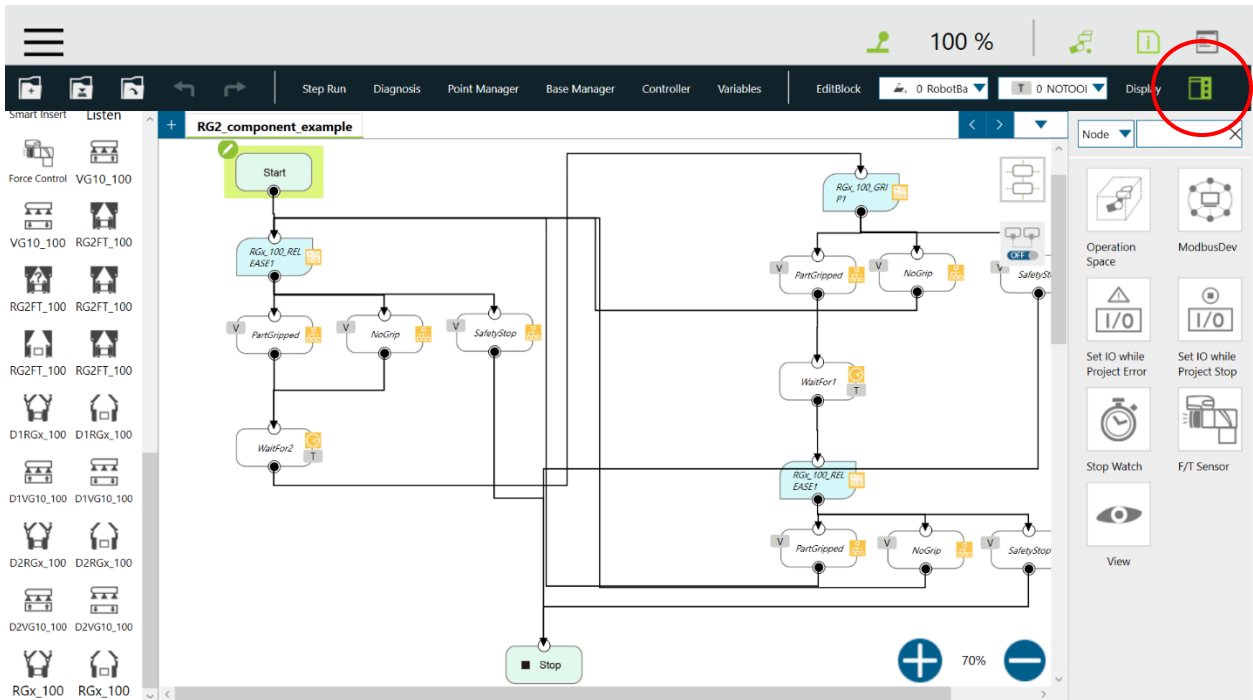 100 %
Step Run
Diagnosis
Point Manager
Base Manager
Controller
Variables
EditBlock
0 RobotBa
T 0 NOTOOl
Display
Smart Insert
Listen
Force Control
VG10_100
VG10_100
RG2FT_100
RG2FT_100
RG2FT_100
RG2FT_100
RG2FT_100
D1RGx_100
D1RGx_100
D1VG10_100
D1VG10_100
D2RGx_100
D2RGx_100
D2VG10_100
D2VG10_100
RGx_100
RGx_100
+
RG2_component_example
Start
RGx_100_REL
EASE1
V
PartGripped
V
NoGrip
V
SafetyStop
WaitFor2
T
RGx_100_GRI
P1
V
PartGripped
V
NoGrip
V
SafetySt
OFF
WaitFor1
T
RGx_100_REL
EASE1
V
PartGripped
V
NoGrip
V
SafetyStop
Stop
70%
Node
Operation
Space
ModbusDev
I/O
Set IO while
Project Error
I/O
Set IO while
Project Stop
Stop Watch
F/T Sensor
View